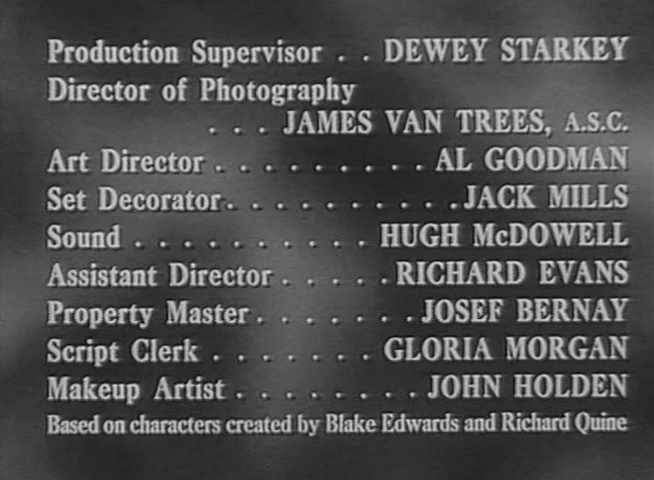 Production Supervisor . . DEWEY STARKEY
Director of Photography
. . . JAMES VAN TREES, A.S.C.
Art Director . . . . . . . . . AL GOODMAN
Set Decorator. . . . . . . . . . .JACK MILLS
Sound . . . . . . . . . . HUGH McDOWELL
Assistant Director . . . . .RICHARD EVANS
Property Master . . . . . . . JOSEF BERNAY
Script Clerk . . . . . . . GLORIA MORGAN
Makeup Artist . . . . . . . . JOHN HOLDEN
Based on characters created by Blake Edwards and Richard Quine